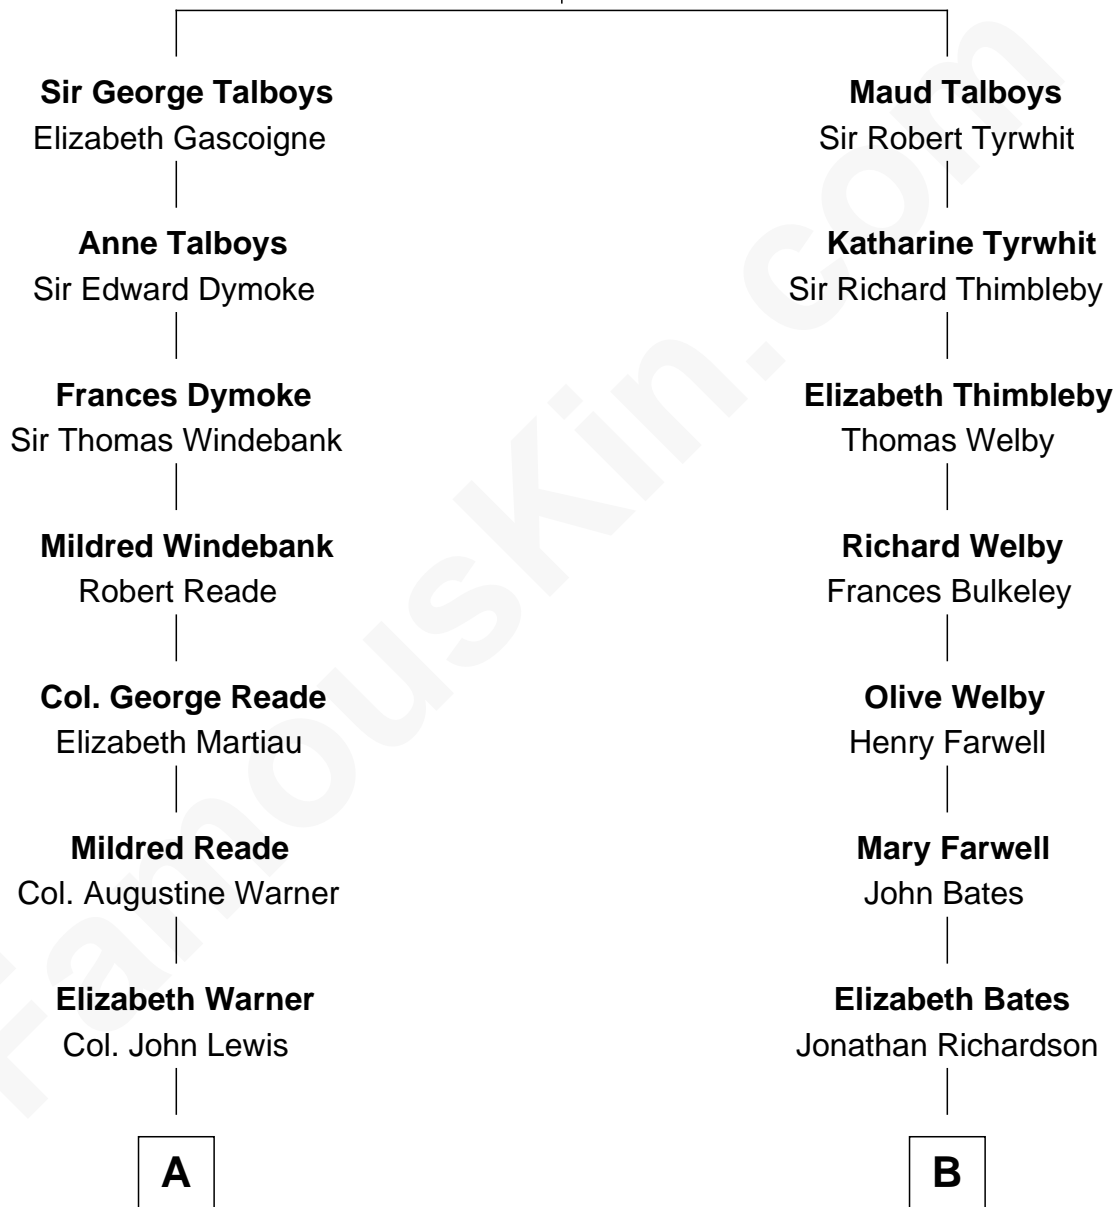 Sir George Talboys
Elizabeth Gascoigne
Anne Talboys
Sir Edward Dymoke
Frances Dymoke
Sir Thomas Windebank
Mildred Windebank
Robert Reade
Col. George Reade
Elizabeth Martiau
Mildred Reade
Col. Augustine Warner
Elizabeth Warner
Col. John Lewis
A
Maud Talboys
Sir Robert Tyrwhit
Katharine Tyrwhit
Sir Richard Thimbleby
Elizabeth Thimbleby
Thomas Welby
Richard Welby
Frances Bulkeley
Olive Welby
Henry Farwell
Mary Farwell
John Bates
Elizabeth Bates
Jonathan Richardson
B
FamousKin.com